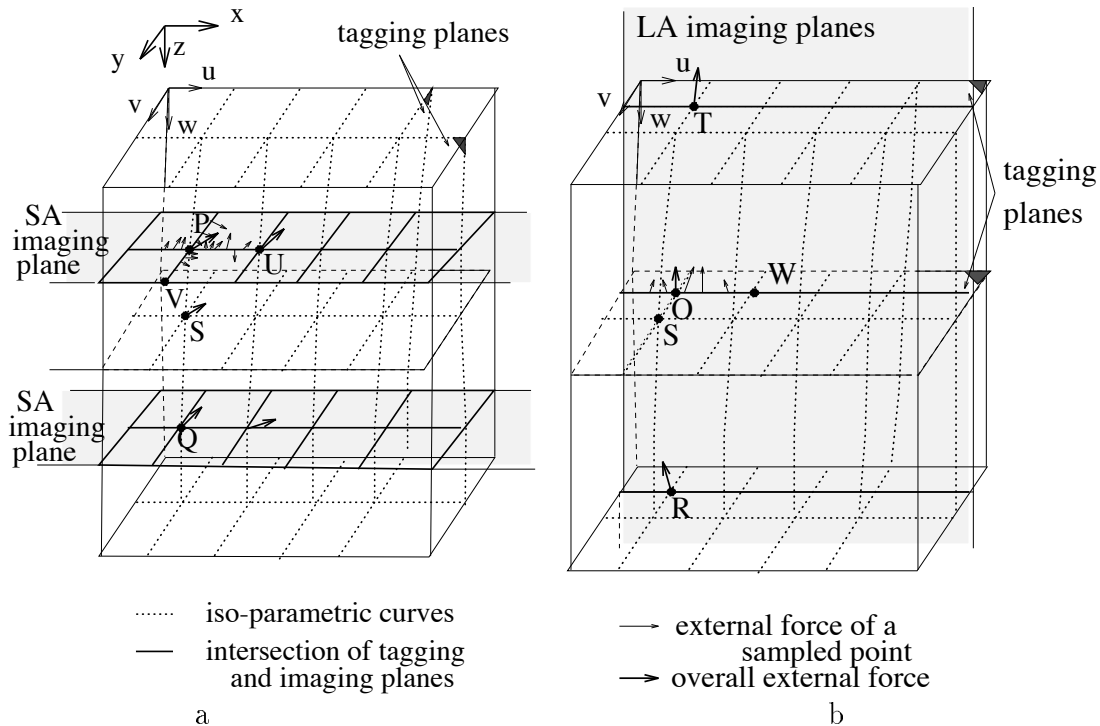 x
y
z
tagging planes
u
v
w
SA
imaging
plane
P
U
V
S
SA
imaging
plane
Q
LA imaging planes
u
v
w
T
tagging
planes
W
O
S
R
iso-parametric curves
intersection of tagging
and imaging planes
external force of a
sampled point
overall external force
a
b